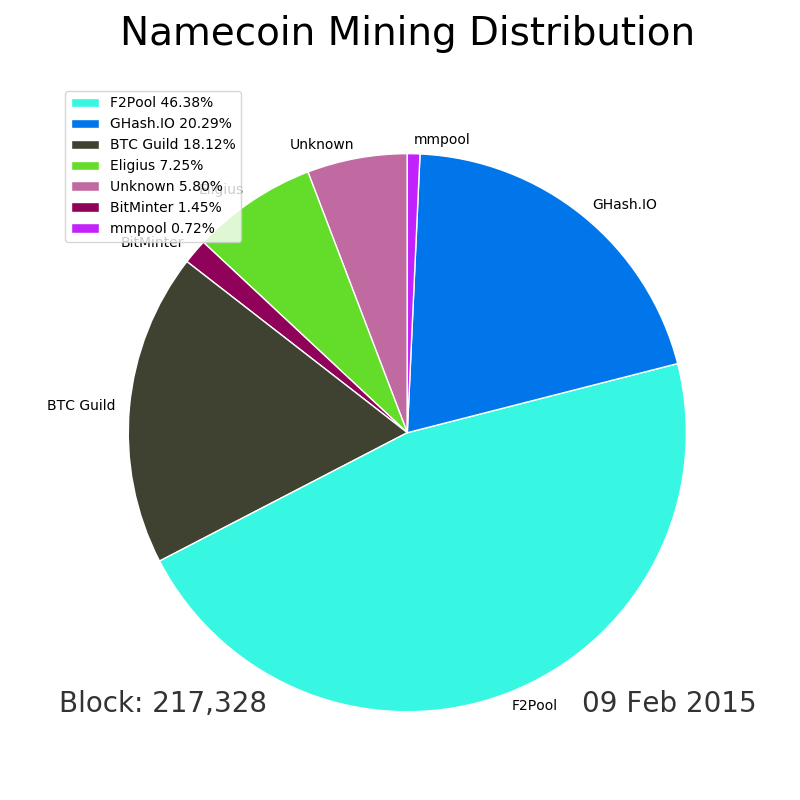 Namecoin Mining Distribution
F2Pool 46.38%
GHash.IO 20.29%
BTC Guild 18.12%
Eligius 7.25%
Unknown 5.80%
BitMinter 1.45%
mmpool 0.72%
Unknown
mmpool
Eligius
GHash.IO
BitMinter
BTC Guild
F2Pool
Block: 217,328
09 Feb 2015